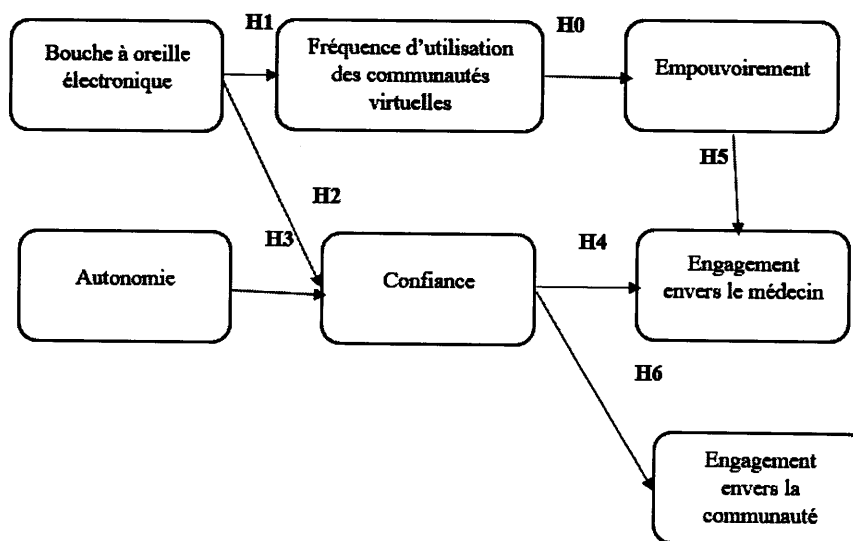 H1
H0
Bouche à oreille
électronique
Fréquence d'utilisation
des communautés
virtuelles
Empouvoirement
H5
H2
H3
H4
Autonomie
Confiance
Engagement
envers le médecin
H6
Engagement
envers la
communauté